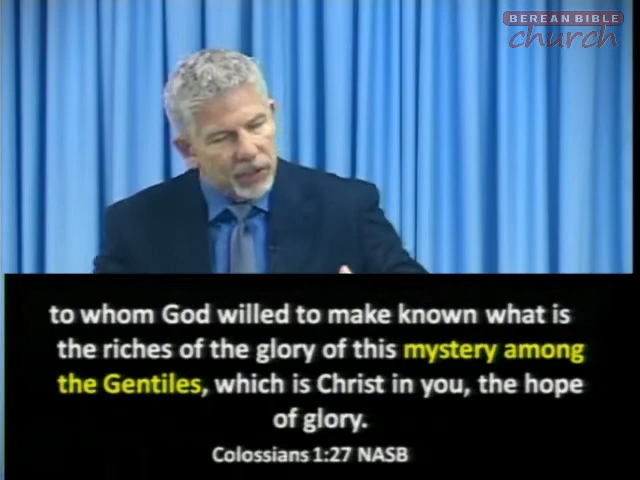 BEREAN BIBLE
church
to whom God willed to make known what is
the riches of the glory of this mystery among
the Gentiles, which is Christ in you, the hope
of glory.
Colossians 1:27 NASB